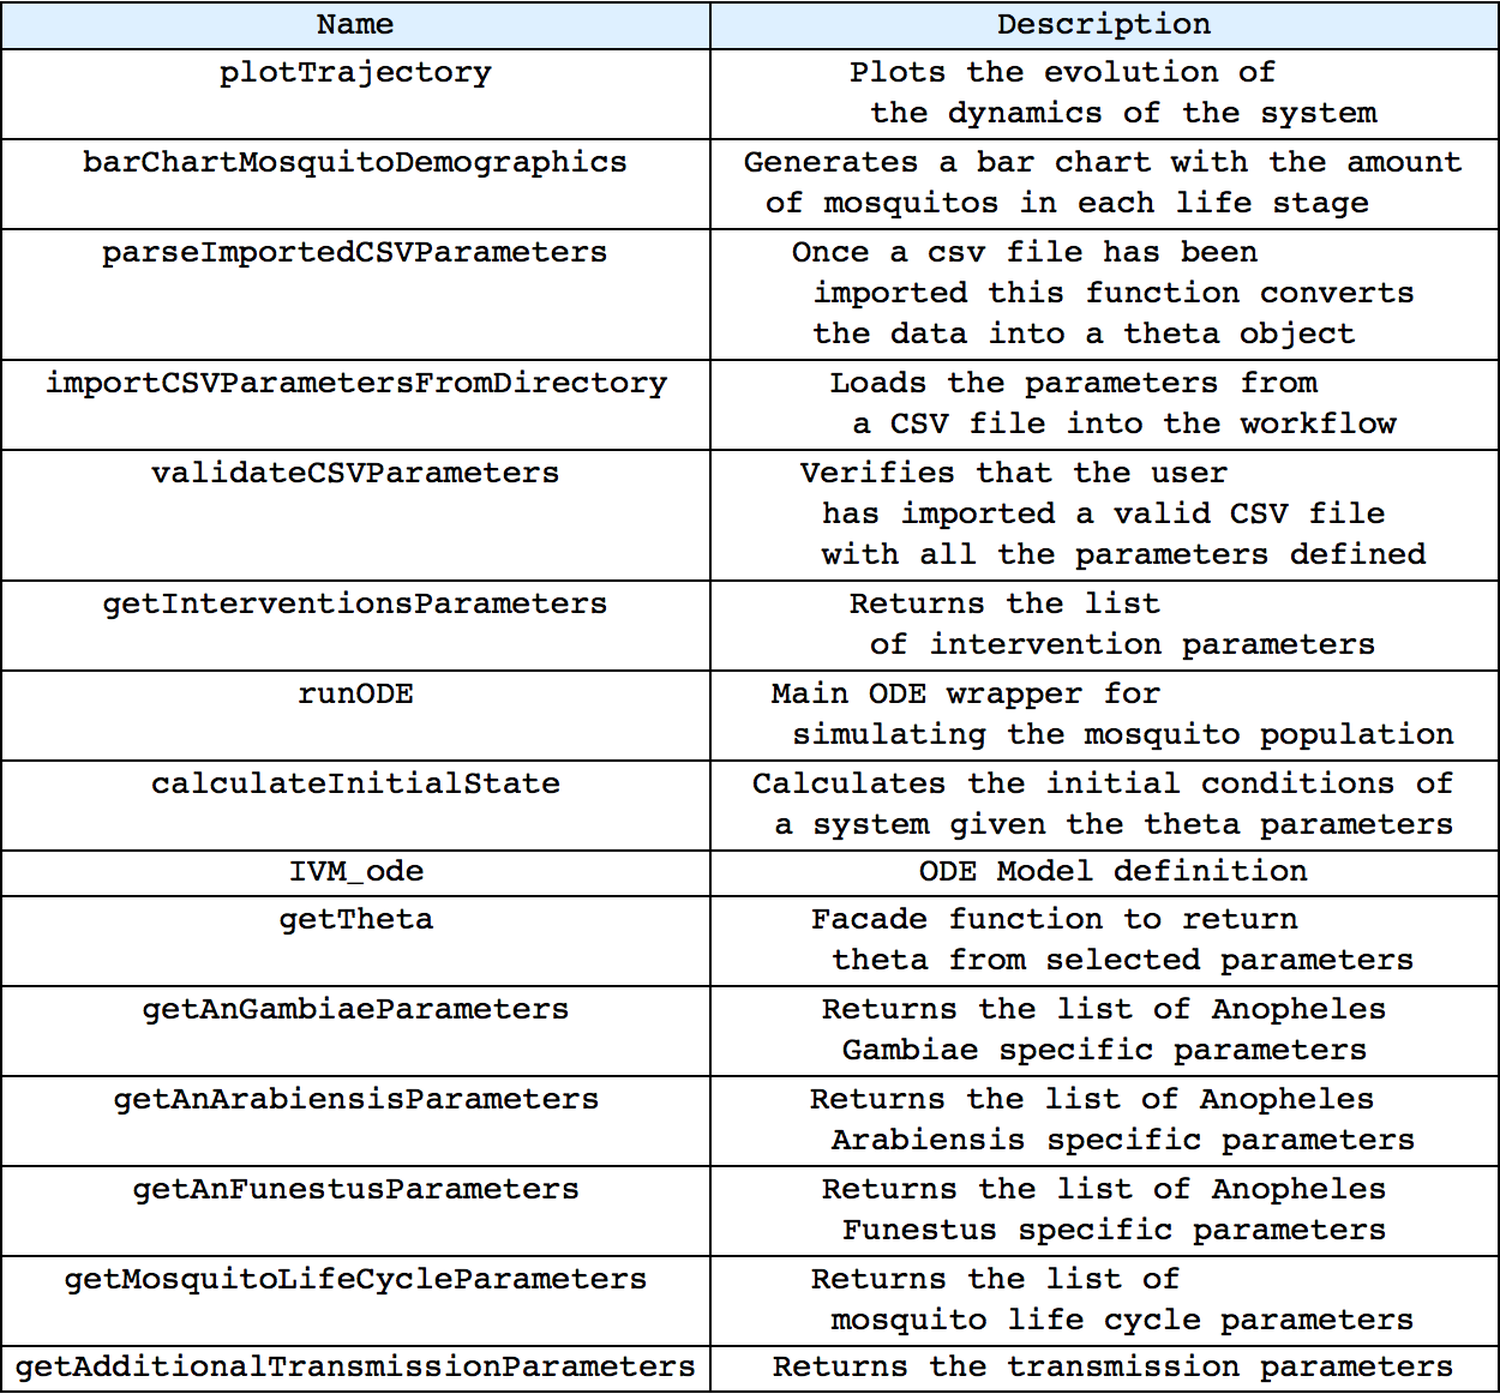 Name Description
plotTrajectory Plots the evolution of
the dynamics of the system
barChartMosquitoDemographics Generates a bar chart with the amount
of mosquitos in each life stage
parseImportedCSVParameters Once a csv file has been
imported this function converts
the data into a theta object
importCSVParametersFromDirectory Loads the parameters from
a CSV file into the workflow
validateCSVParameters Verifies that the user
has imported a valid CSV file
with all the parameters defined
getInterventionsParameters Returns the list
of intervention parameters
runODE Main ODE wrapper for
simulating the mosquito population
calculateInitialState Calculates the initial conditions of
a system given the theta parameters
IVM_ode ODE Model definition
getTheta Facade function to return
theta from selected parameters
getAnGambiaeParameters Returns the list of Anopheles
Gambiae specific parameters
getAnArabiensisParameters Returns the list of Anopheles
Arabiensis specific parameters
getAnFunestusParameters Returns the list of Anopheles
Funestus specific parameters
getMosquitoLifeCycleParameters Returns the list of
mosquito life cycle parameters
getAdditionalTransmissionParameters Returns the transmission parameters